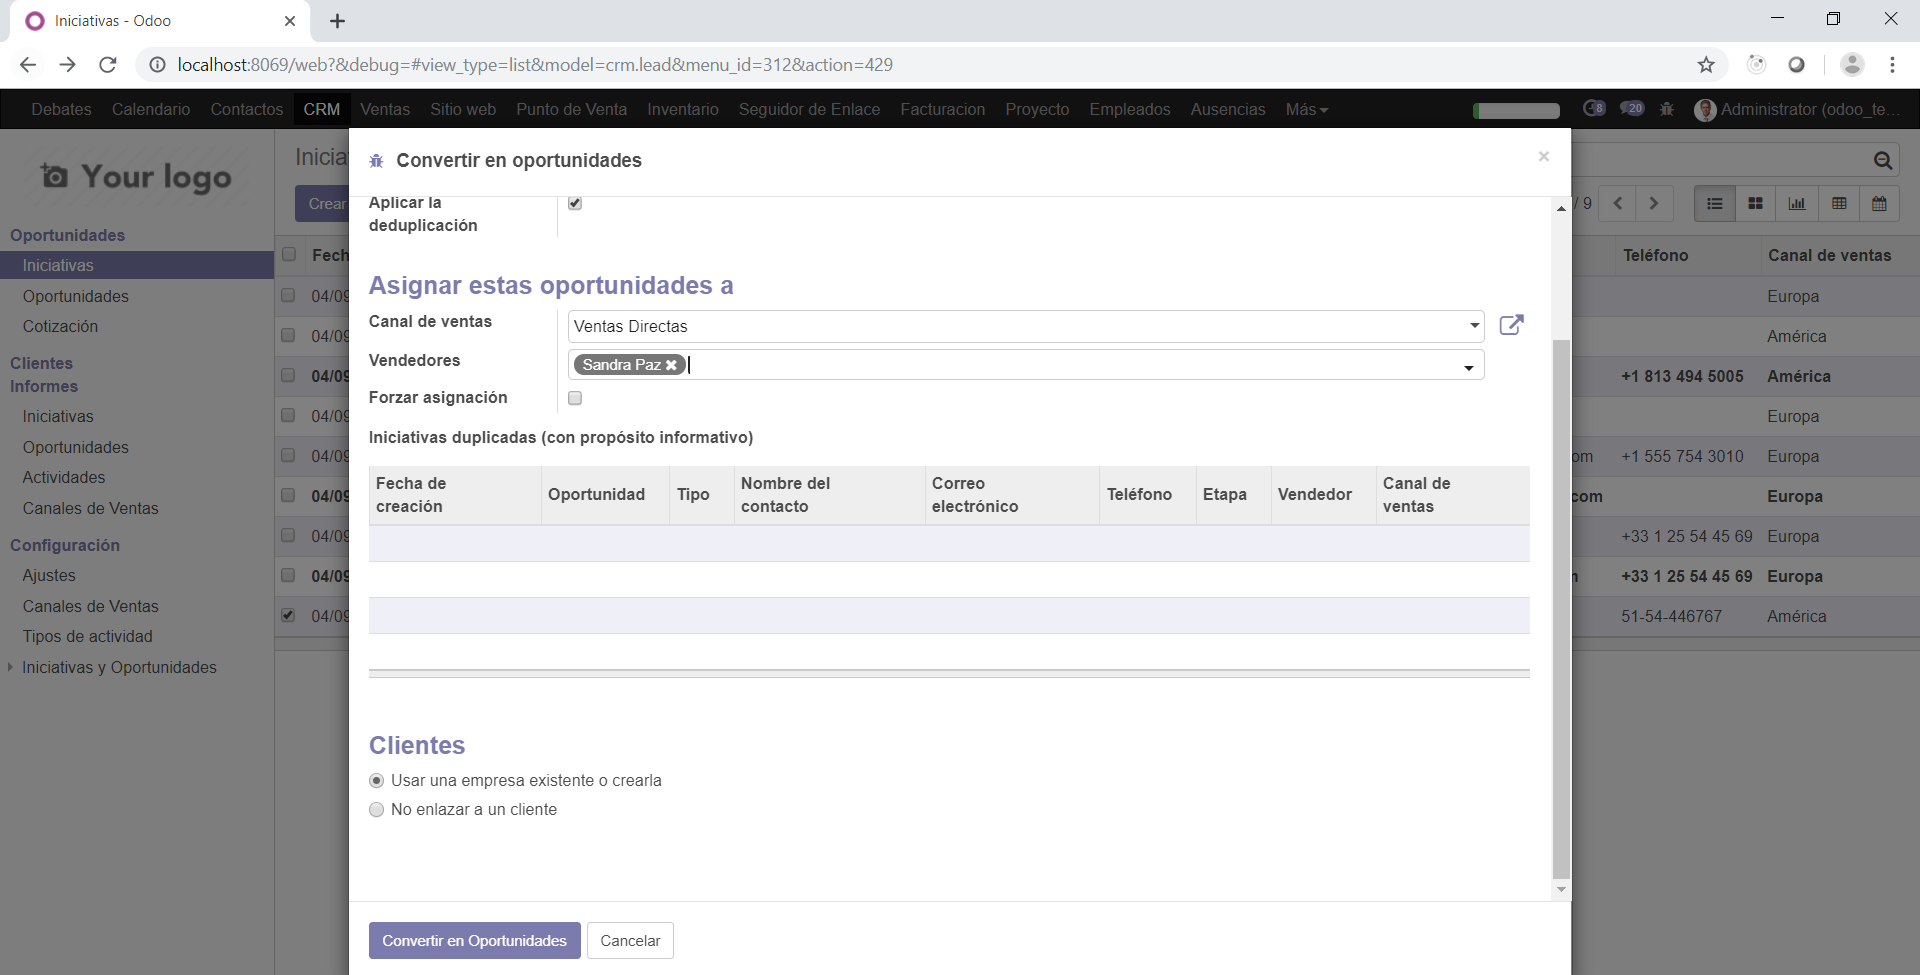 Iniciativas - Odoo
localhost:8069/web?&debug=#view_type=list&model=crm.lead&menu_id=312&action=429
Debates Calendario Contactos CRM Ventas Sitio web Punto de Venta Inventario Seguidor de Enlace Facturacion Proyecto Empleados Ausencias Más 8 20 Administrator (odoo_te...
Your logo
Oportunidades
Iniciativas
Oportunidades
Cotización
Clientes
Informes
Iniciativas
Oportunidades
Actividades
Canales de Ventas
Configuración
Ajustes
Canales de Ventas
Tipos de actividad
Iniciativas y Oportunidades
Inicia
Crear
/ 9
Fech
Teléfono Canal de ventas
04/09 Europa
04/09 América
04/09 +1 813 494 5005 América
04/09 Europa
04/09 om +1 555 754 3010 Europa
04/09 com Europa
04/09 +33 1 25 54 45 69 Europa
04/09 +33 1 25 54 45 69 Europa
04/09 51-54-446767 América
Convertir en oportunidades ×
Aplicar la
deduplicación
Asignar estas oportunidades a
Canal de ventas Ventas Directas
Vendedores Sandra Paz
Forzar asignación
Iniciativas duplicadas (con propósito informativo)
Fecha de creación Oportunidad Tipo Nombre del contacto Correo electrónico Teléfono Etapa Vendedor Canal de ventas
Clientes
Usar una empresa existente o crearla
No enlazar a un cliente
Convertir en Oportunidades Cancelar